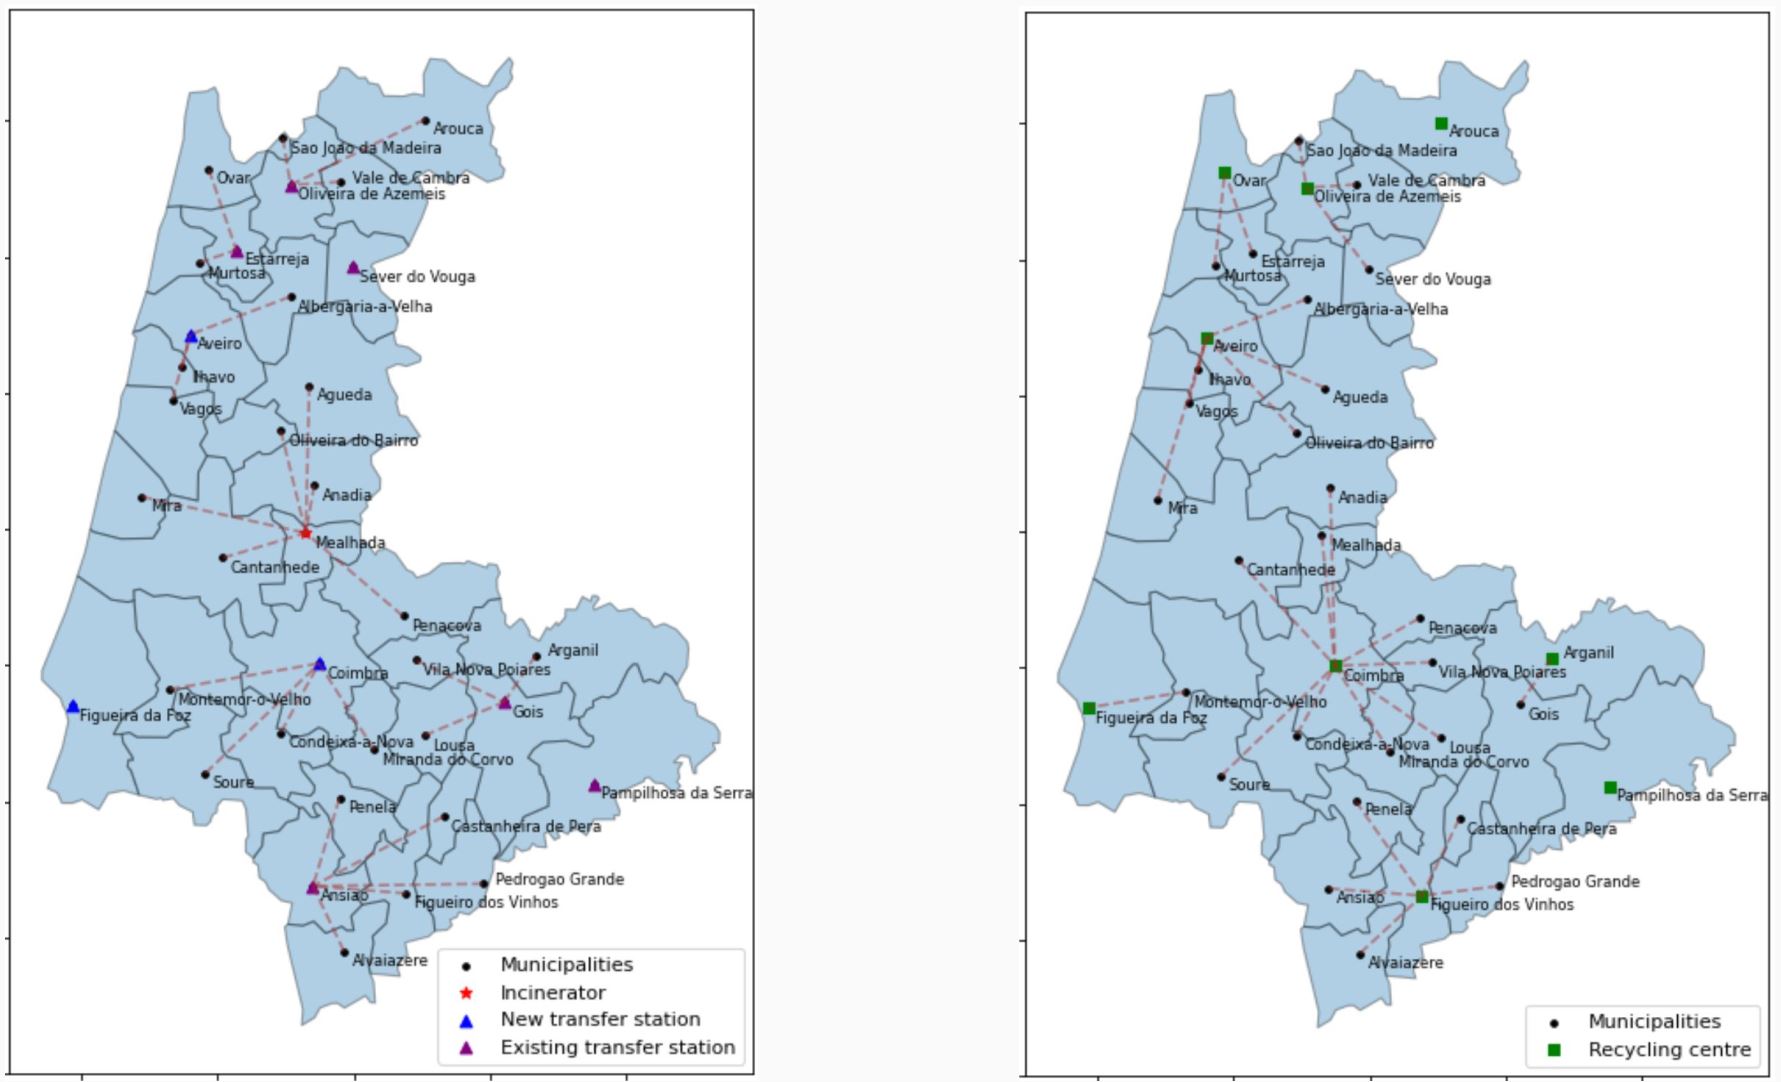 Arouca
Sao Joao da Madeira
Ovar
Vale de Cambra
Oliveira de Azemeis
Estarreja
Murtosa
Sever do Vouga
Albergaria-a-Velha
Aveiro
Ilhavo
Agueda
Vagos
Oliveira do Bairro
Anadia
Mira
Mealhada
Cantanhede
Penacova
Arganil
Vila Nova Poiares
Coimbra
Montemor-o-Velho
Gois
Figueira da Foz
Condeixa-a-Nova
Lousa
Miranda do Corvo
Soure
Pampilhosa da Serra
Penela
Castanheira de Pera
Pedrogao Grande
Ansiao
Figueiro dos Vinhos
Alvaiazere
Municipalities
Incinerator
New transfer station
Existing transfer station
Arouca
Sao Joao da Madeira
Ovar
Vale de Cambra
Oliveira de Azemeis
Estarreja
Murtosa
Sever do Vouga
Albergaria-a-Velha
Aveiro
Ilhavo
Agueda
Vagos
Oliveira do Bairro
Anadia
Mira
Mealhada
Cantanhede
Penacova
Arganil
Vila Nova Poiares
Coimbra
Montemor-o-Velho
Gois
Figueira da Foz
Condeixa-a-Nova
Lousa
Miranda do Corvo
Soure
Pampilhosa da Serra
Penela
Castanheira de Pera
Pedrogao Grande
Ansiao
Figueiro dos Vinhos
Alvaiazere
Municipalities
Recycling centre